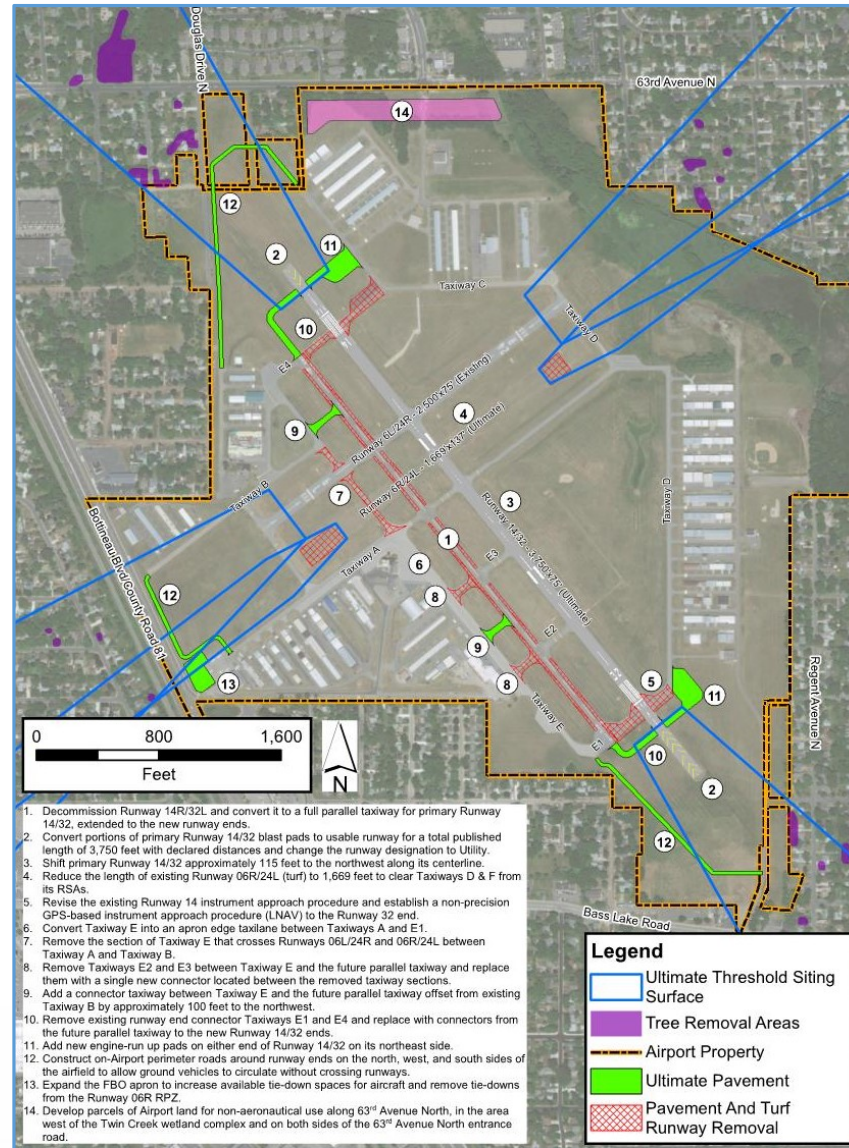 Douglas Drive N
63rd Avenue N
14
12
2
11
Taxiway C
10
Taxiway D
E4
9
Runway 6L/24R - 2,500'x75' (Existing)
4
Runway 6R/24L - 1,669'x137' (Ultimate)
Taxiway B
7
3
Runway 14/32 - 3,750'x75' (Ultimate)
Taxiway D
1
Taxiway A
E3
6
8
Bottineau Blvd County Road 81
12
9
E2
8
5
11
13
Taxiway E
E1
10
Regent Avenue N
2
12
Bass Lake Road
0 800 1,600
Feet
N
1. Decommission Runway 14R/32L and convert it to a full parallel taxiway for primary Runway
14/32, extended to the new runway ends.
2. Convert portions of primary Runway 14/32 blast pads to usable runway for a total published
length of 3,750 feet with declared distances and change the runway designation to Utility.
3. Shift primary Runway 14/32 approximately 115 feet to the northwest along its centerline.
4. Reduce the length of existing Runway 06R/24L (turf) to 1,669 feet to clear Taxiways D & F from
its RSAs.
5. Revise the existing Runway 14 instrument approach procedure and establish a non-precision
GPS-based instrument approach procedure (LNAV) to the Runway 32 end.
6. Convert Taxiway E into an apron edge taxilane between Taxiways A and E1.
7. Remove the section of Taxiway E that crosses Runways 06L/24R and 06R/24L between
Taxiway A and Taxiway B.
8. Remove Taxiways E2 and E3 between Taxiway E and the future parallel taxiway and replace
them with a single new connector located between the removed taxiway sections.
9. Add a connector taxiway between Taxiway E and the future parallel taxiway offset from existing
Taxiway B by approximately 100 feet to the northwest.
10. Remove existing runway end connector Taxiways E1 and E4 and replace with connectors from
the future parallel taxiway to the new Runway 14/32 ends.
11. Add new engine-run up pads on either end of Runway 14/32 on its northeast side.
12. Construct on-Airport perimeter roads around runway ends on the north, west, and south sides of
the airfield to allow ground vehicles to circulate without crossing runways.
13. Expand the FBO apron to increase available tie-down spaces for aircraft and remove tie-downs
from the Runway 06R RPZ.
14. Develop parcels of Airport land for non-aeronautical use along 63rd Avenue North, in the area
west of the Twin Creek wetland complex and on both sides of the 63rd Avenue North entrance
road.
Legend
Ultimate Threshold Siting
Surface
Tree Removal Areas
Airport Property
Ultimate Pavement
Pavement And Turf
Runway Removal